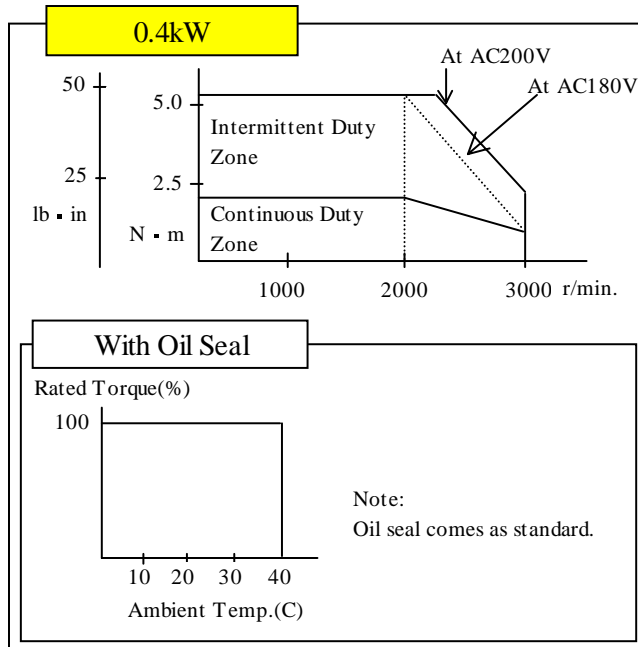 0.4kW
At AC200V
At AC180V
50
5.0
Intermittent Duty
Zone
25
2.5
lb▪in
N▪m
Continuous Duty
Zone
1000 2000 3000 r/min.
With Oil Seal
Rated Torque(%)
100
Note:
Oil seal comes as standard.
10 20 30 40
Ambient Temp.(C)